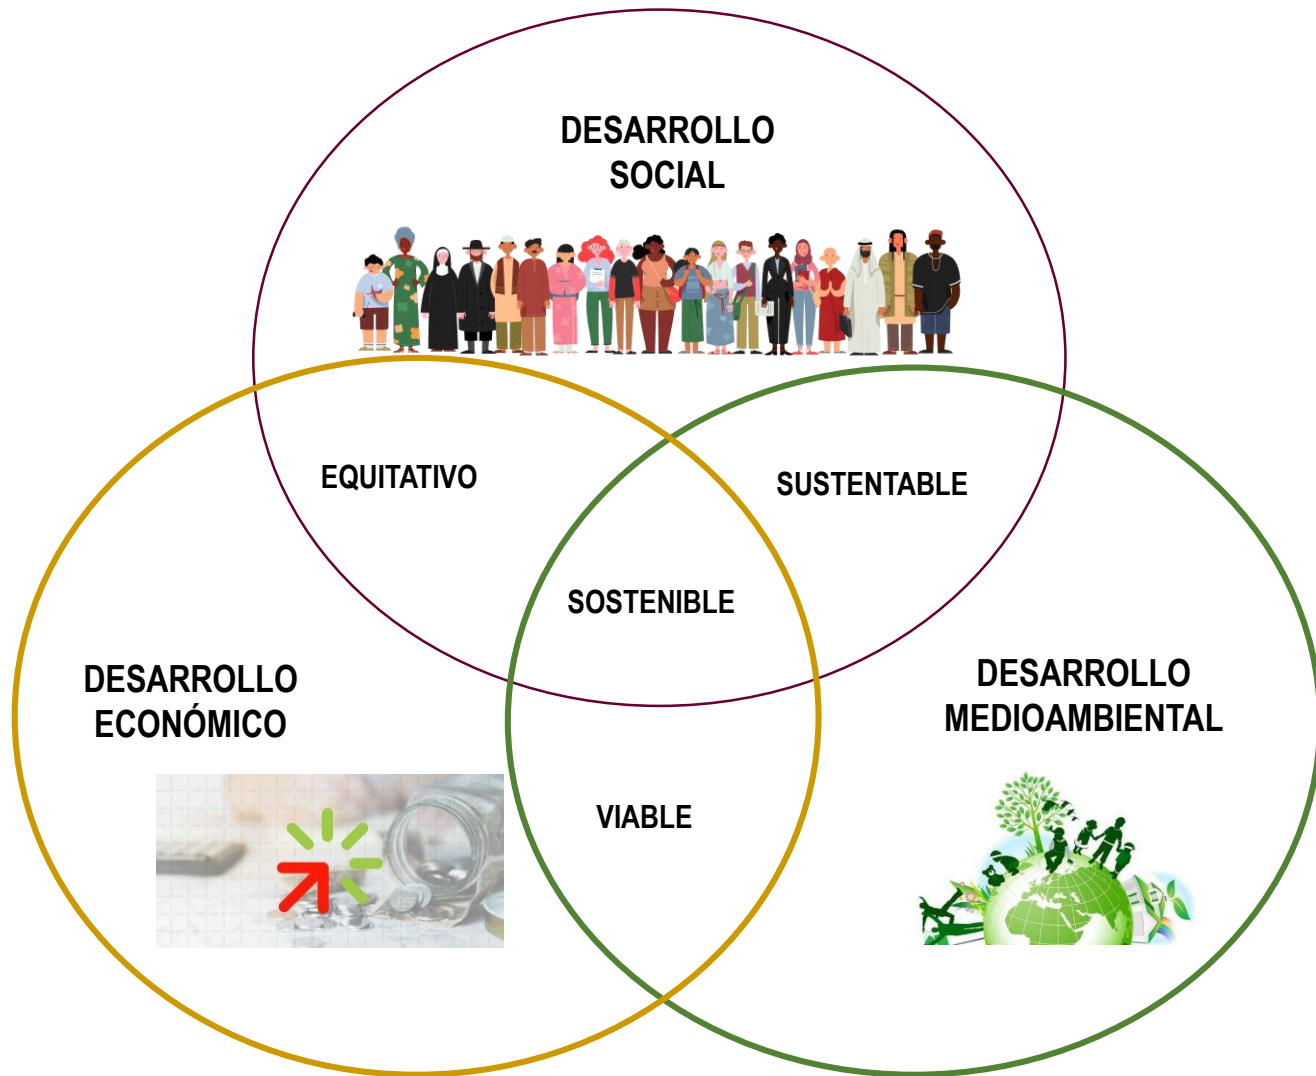 DESARROLLO
SOCIAL
EQUITATIVO
SUSTENTABLE
SOSTENIBLE
DESARROLLO
ECONÓMICO
DESARROLLO
MEDIOAMBIENTAL
VIABLE